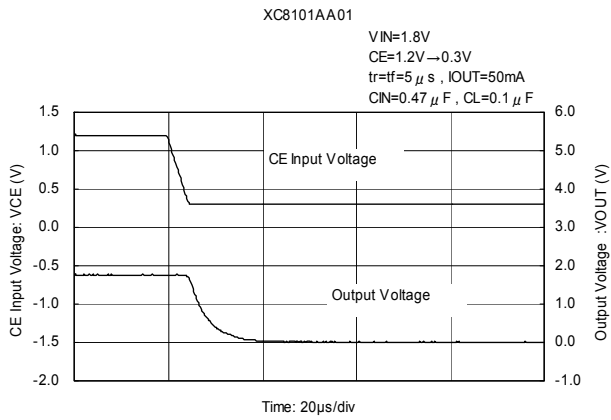 XC8101AA01
VIN=1.8V
CE=1.2V→0.3V
tr=tf=5μs , IOUT=50mA
CIN=0.47μF , CL=0.1μF
CE Input Voltage: VCE (V)
1.5
1.0
0.5
0.0
-0.5
-1.0
-1.5
-2.0
CE Input Voltage
Output Voltage
6.0
5.0
4.0
3.0
2.0
1.0
0.0
-1.0
Output Voltage :VOUT (V)
Time: 20μs/div